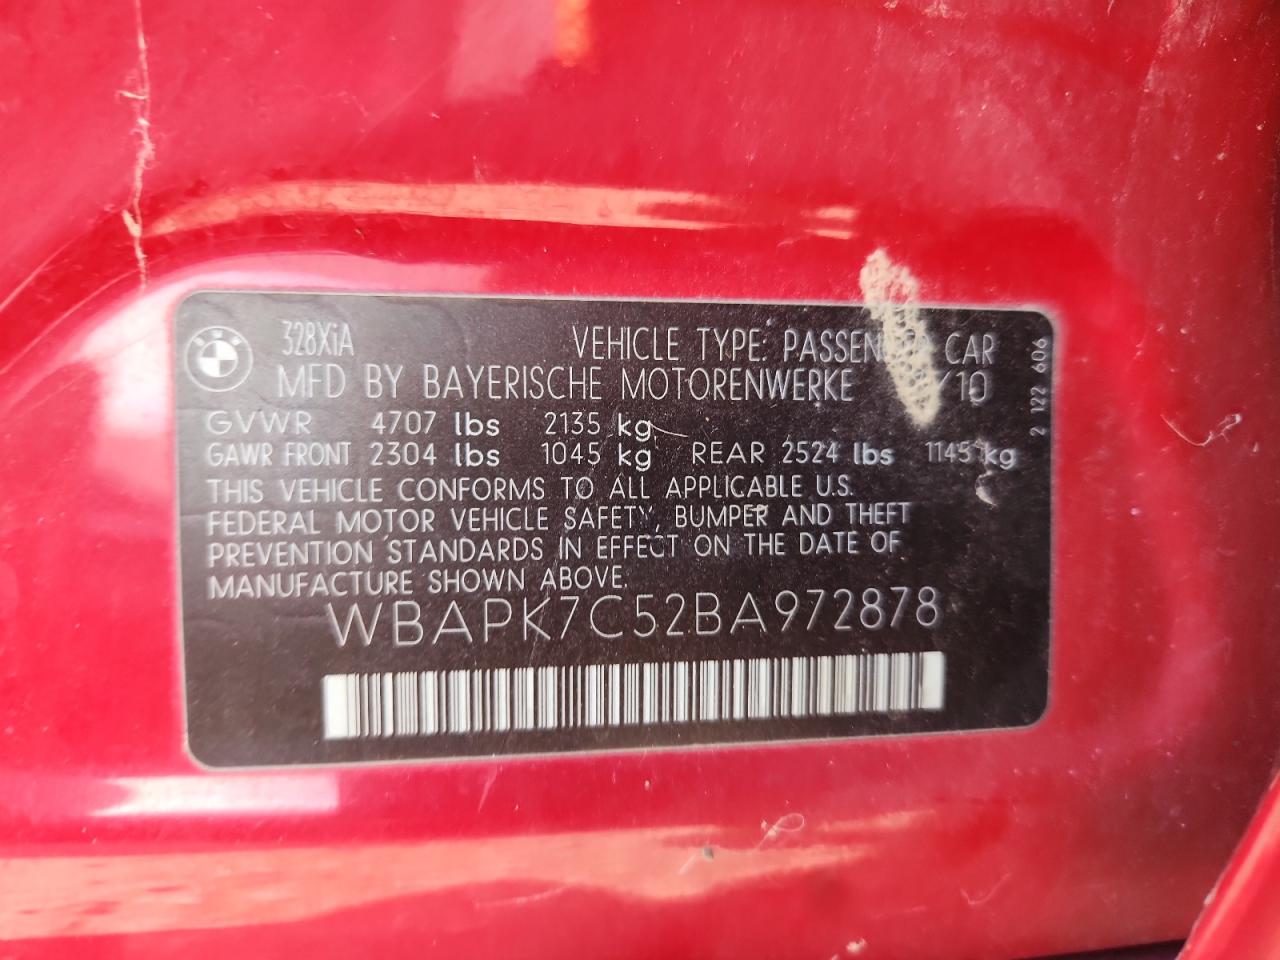 328XiA VEHICLE TYPE: PASSENGER CAR
MFD BY BAYERISCHE MOTORENWERKE /10
GVWR 4707 lbs 2135 kg
GAWR FRONT 2304 lbs 1045 kg REAR 2524 lbs 1145 kg
THIS VEHICLE CONFORMS TO ALL APPLICABLE U.S.
FEDERAL MOTOR VEHICLE SAFETY, BUMPER AND THEFT
PREVENTION STANDARDS IN EFFECT ON THE DATE OF
MANUFACTURE SHOWN ABOVE.
WBAPK7C52BA972878
2 122 606